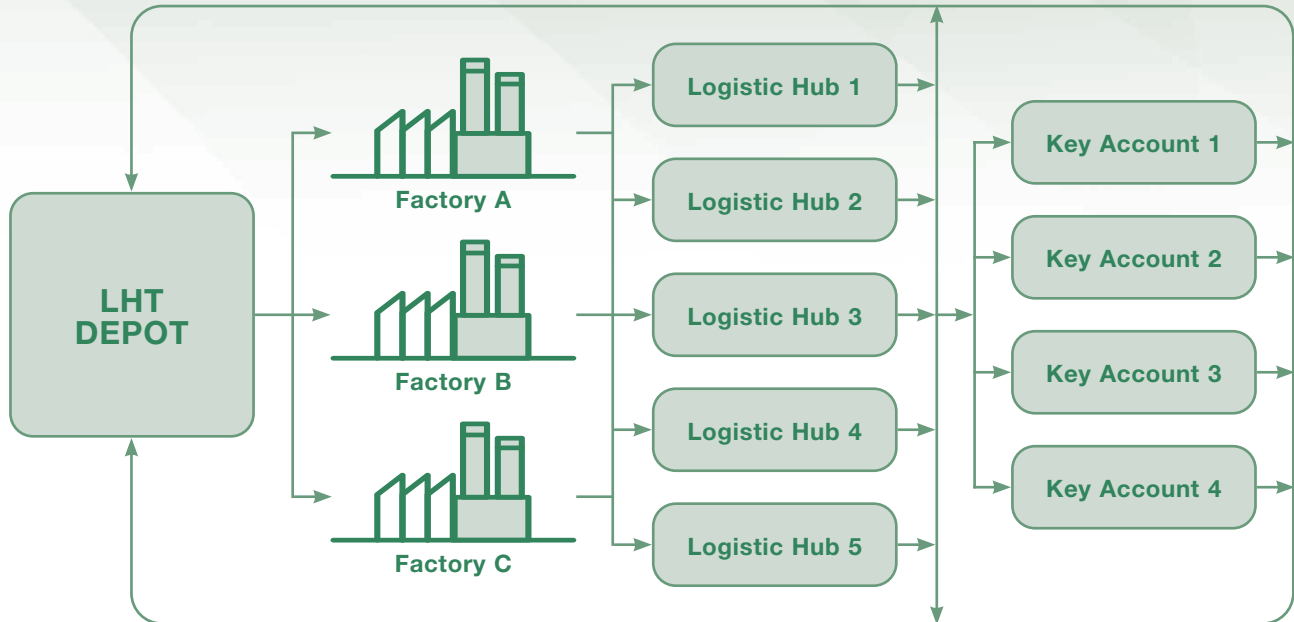 LHT
DEPOT
Factory A
Factory B
Factory C
Logistic Hub 1
Logistic Hub 2
Logistic Hub 3
Logistic Hub 4
Logistic Hub 5
Key Account 1
Key Account 2
Key Account 3
Key Account 4